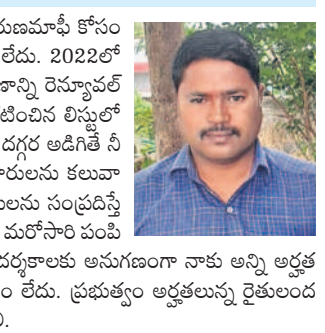 రుణమాఫీ కోసం
లేదు. 2022లో
ణాన్ని రెన్యూవల్
టించిన లిస్టులో
దగ్గర అడిగితే నీ
ారులను కలువా
ులను సంప్రదిస్తే
మరోసారి పంపి
దర్శకాలకు అనుగణంగా నాకు అన్ని అర్హత
ం లేదు. ప్రభుత్వం అర్హతలున్న రైతులంద